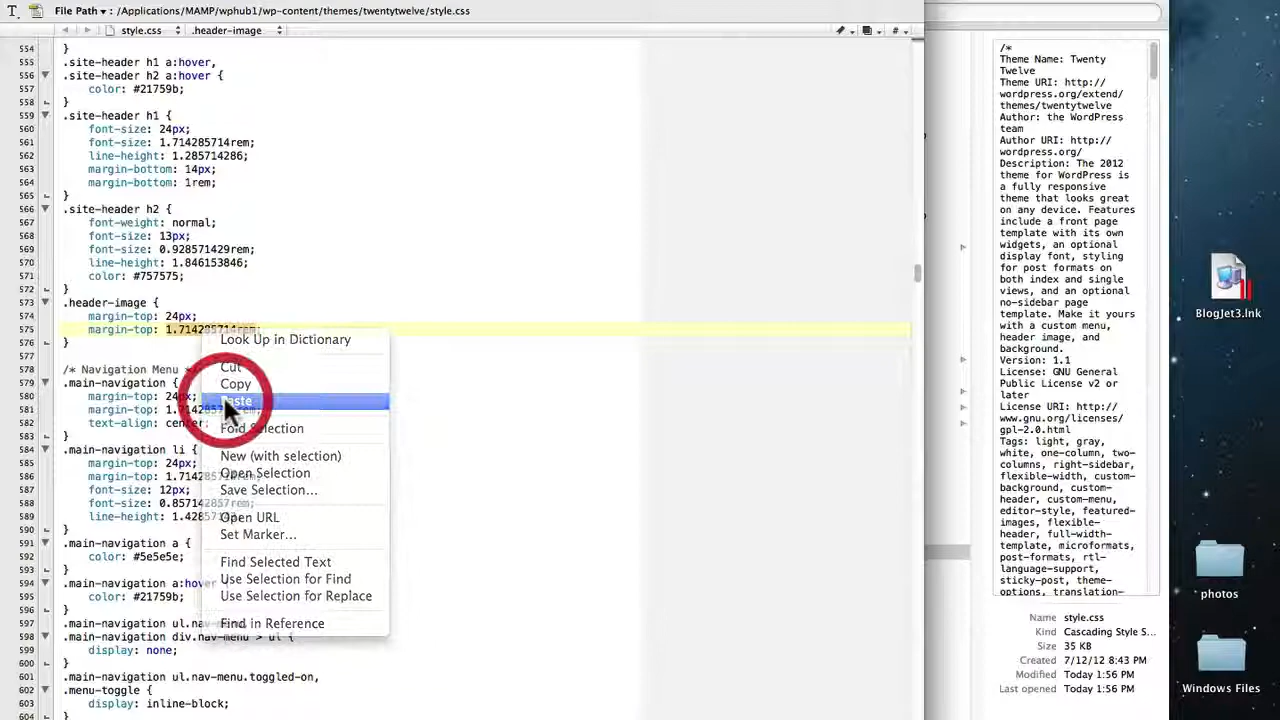 File Path ▾ : /Applications/MAMP/wphub1/wp-content/themes/twentytwelve/style.css
style.css
.header-image
#
554 }
555 .site-header h1 a:hover,
556 .site-header h2 a:hover {
557 color: #21759b;
558 }
559 .site-header h1 {
560 font-size: 24px;
561 font-size: 1.714285714rem;
562 line-height: 1.285714286;
563 margin-bottom: 14px;
564 margin-bottom: 1rem;
565 }
566 .site-header h2 {
567 font-weight: normal;
568 font-size: 13px;
569 font-size: 0.928571429rem;
570 line-height: 1.846153846;
571 color: #757575;
572 }
573 .header-image {
574 margin-top: 24px;
575 margin-top: 1.714285714rem;
576 }
577
578 /* Navigation Menu *
579 .main-navigation {
580 margin-top: 24px;
581 margin-top: 1.714285714rem;
582 text-align: center;
583 }
584 .main-navigation li {
585 margin-top: 24px;
586 margin-top: 1.714285714rem;
587 font-size: 12px;
588 font-size: 0.857142857rem;
589 line-height: 1.42857143;
590 }
591 .main-navigation a {
592 color: #5e5e5e;
593 }
594 .main-navigation a:hover
595 color: #21759b;
596 }
597 .main-navigation ul.nav-menu,
598 .main-navigation div.nav-menu > ul {
599 display: none;
600 }
601 .main-navigation ul.nav-menu.toggled-on,
602 .menu-toggle {
603 display: inline-block;
604 }
Look Up in Dictionary
Cut
Copy
Paste
Fold Selection
New (with selection)
Open Selection
Save Selection...
Open URL
Set Marker...
Find Selected Text
Use Selection for Find
Use Selection for Replace
Find in Reference
/*
Theme Name: Twenty
Twelve
Theme URI: http://
wordpress.org/extend/
themes/twentytwelve
Author: the WordPress
team
Author URI: http://
wordpress.org/
Description: The 2012
theme for WordPress is
a fully responsive
theme that looks great
on any device. Features
include a front page
template with its own
widgets, an optional
display font, styling
for post formats on
both index and single
views, and an optional
no-sidebar page
template. Make it yours
with a custom menu,
header image, and
background.
Version: 1.1
License: GNU General
Public License v2 or
later
License URI: http://
www.gnu.org/licenses/
gpl-2.0.html
Tags: light, gray,
white, one-column, two-
columns, right-sidebar,
flexible-width, custom-
background, custom-
header, custom-menu,
editor-style, featured-
images, flexible-
header, full-width-
template, microformats,
post-formats, rtl-
language-support,
sticky-post, theme-
options, translation-
Name style.css
Kind Cascading Style S...
Size 35 KB
Created 7/12/12 8:43 PM
Modified Today 1:56 PM
Last opened Today 1:56 PM
BlogJet3.lnk
photos
Windows Files